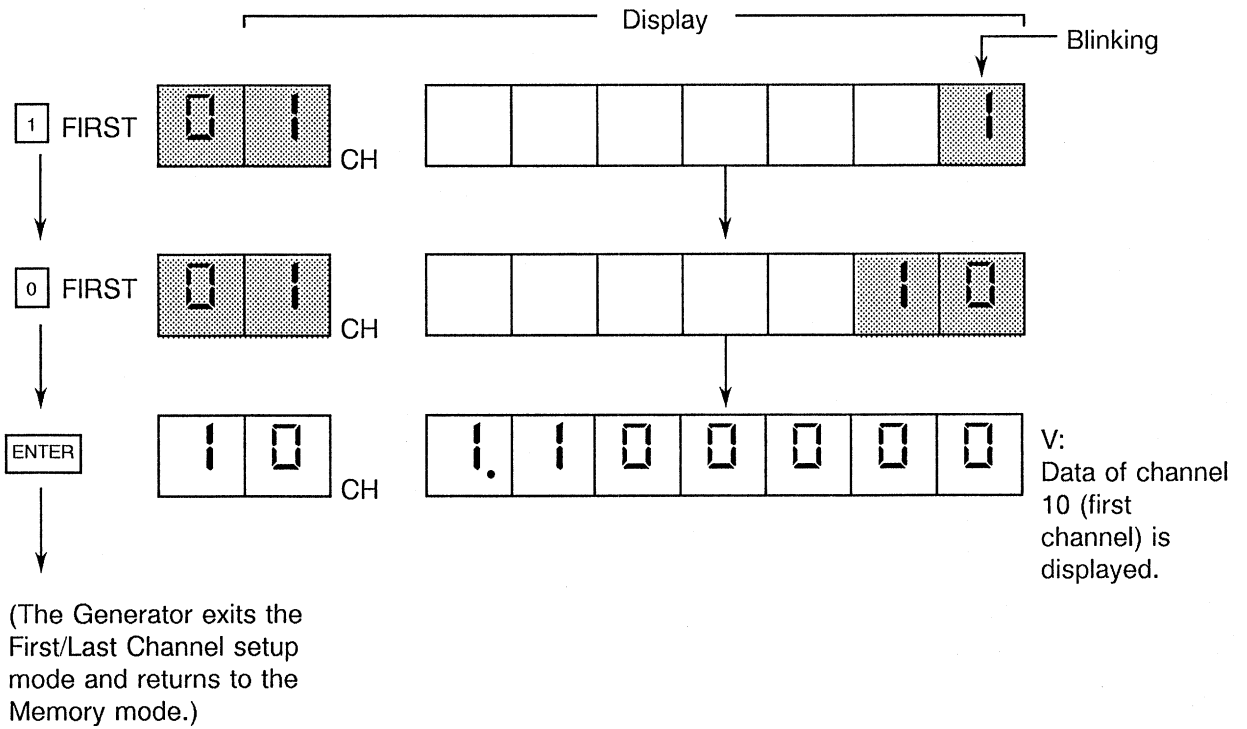 Display
Blinking
1 FIRST 01 CH 1
0 FIRST 01 CH 10
ENTER 10 CH 1.100000 V:
Data of channel
10 (first
channel) is
displayed.
(The Generator exits the
First/Last Channel setup
mode and returns to the
Memory mode.)